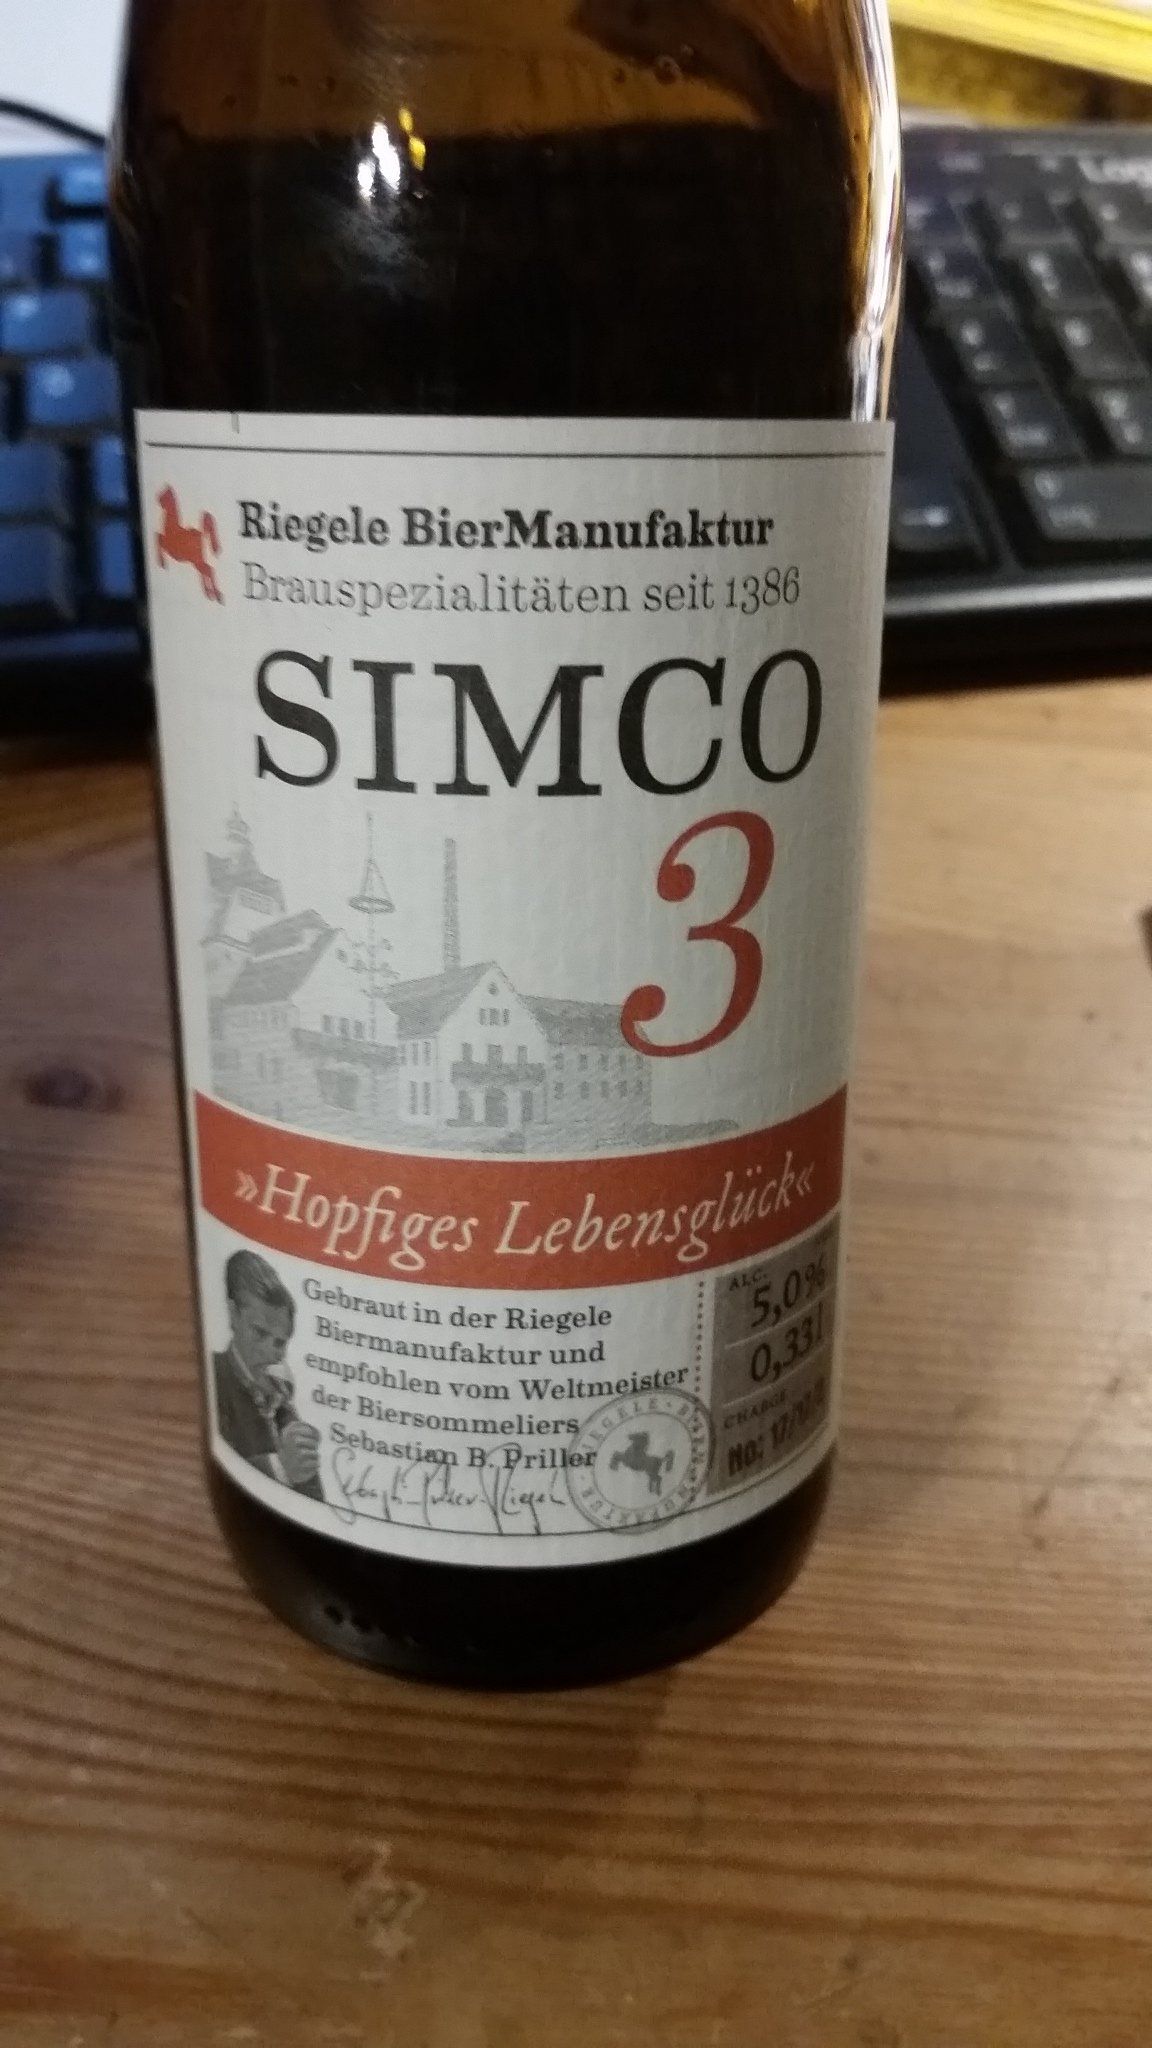 Riegele BierManufaktur
Brauspezialitäten seit 1386
SIMCO
3
»Hopfiges Lebensglück«
Gebraut in der Riegele
Biermanufaktur und
empfohlen vom Weltmeister
der Biersommeliers
Sebastian B. Priller
ALC.
5,0%
0,33l
CHARGE
No: